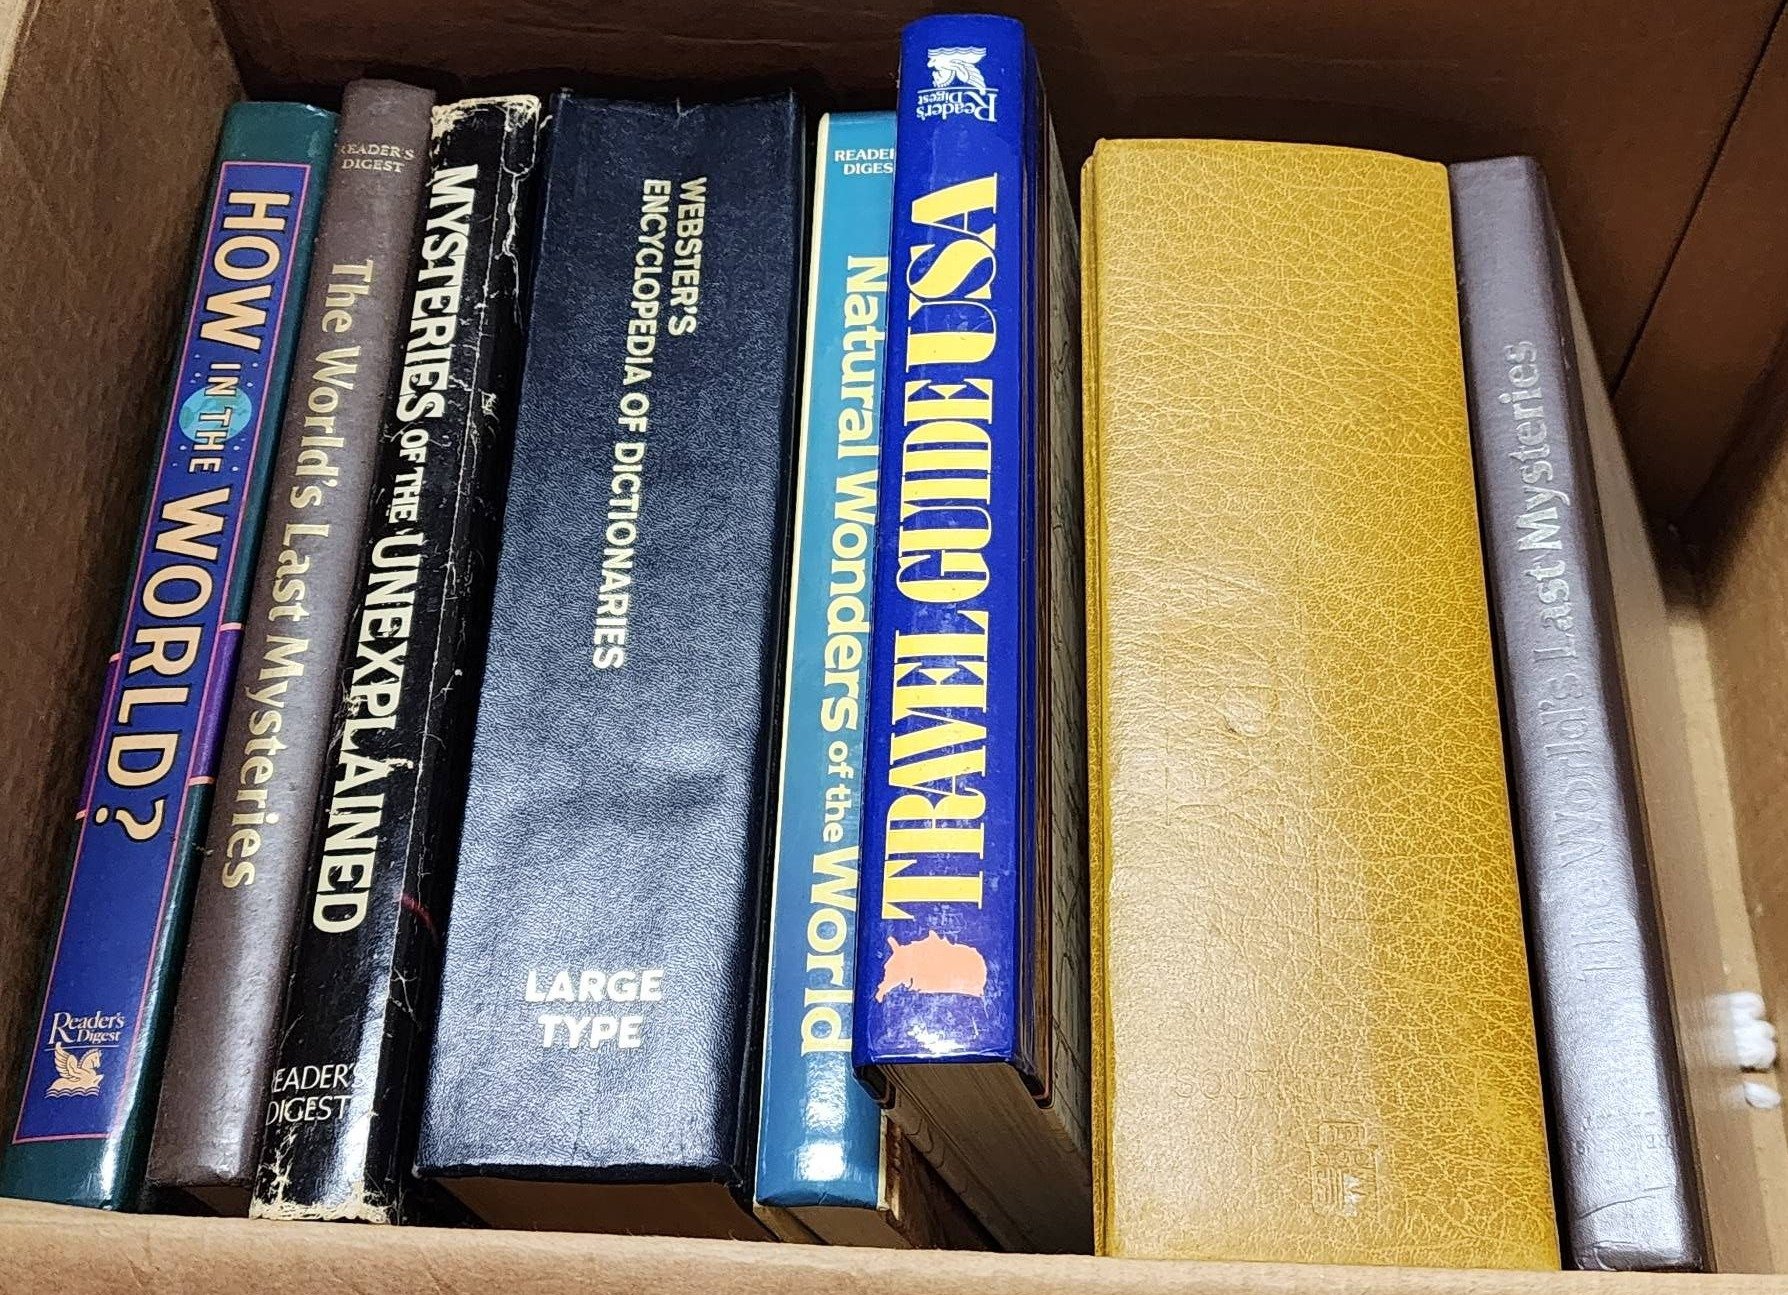 HOW IN THE WORLD?
Reader's
Digest
READER'S
DIGEST
The World's Last Mysteries
MYSTERIES OF THE UNEXPLAINED
READER'S
DIGEST
WEBSTER'S
ENCYCLOPEDIA OF DICTIONARIES
LARGE
TYPE
READER
DIGES
Natural Wonders of the World
Reader's
Digest
TRAVEL GUIDE USA
The World's Last Mysteries